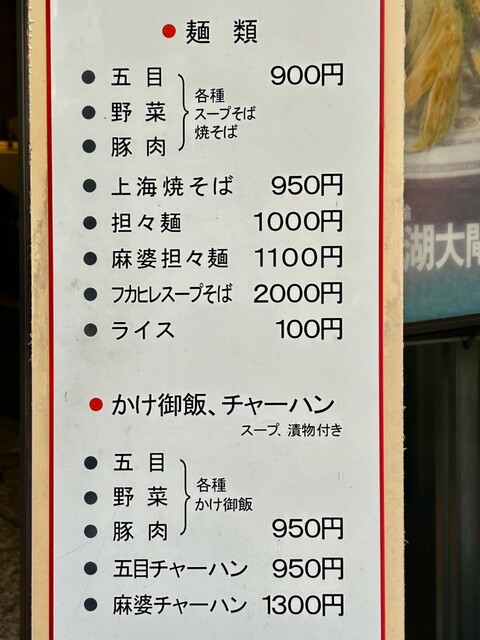 ● 麺類
● 五目 900円
● 野菜 各種 スープそば 焼そば
● 豚肉
● 上海焼そば 950円
● 担々麺 1000円
● 麻婆担々麺 1100円
● フカヒレスープそば 2000円
● ライス 100円
● かけ御飯、チャーハン
スープ、漬物付き
● 五目
● 野菜 各種 かけ御飯
● 豚肉 950円
● 五目チャーハン 950円
● 麻婆チャーハン 1300円
湖大閘